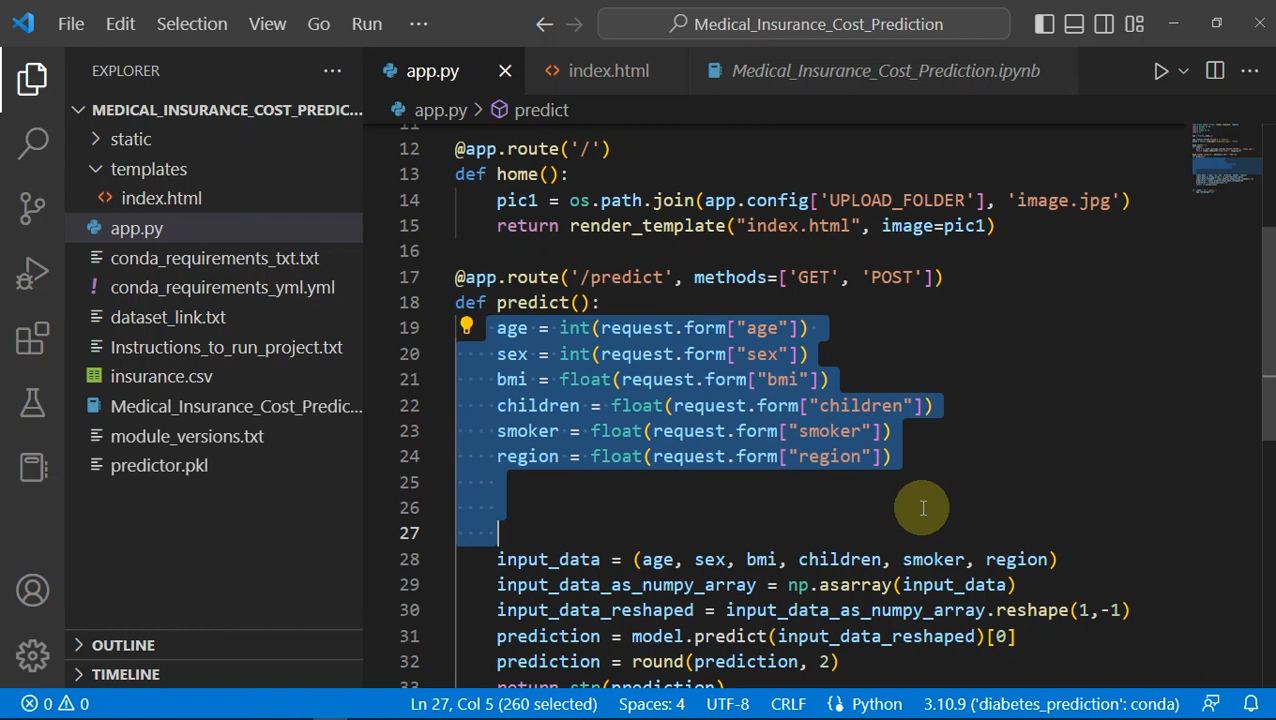 File Edit Selection View Go Run ··· Medical_Insurance_Cost_Prediction
EXPLORER ···
MEDICAL_INSURANCE_COST_PREDIC...
static
templates
index.html
app.py
conda_requirements_txt.txt
conda_requirements_yml.yml
dataset_link.txt
Instructions_to_run_project.txt
insurance.csv
Medical_Insurance_Cost_Predic...
module_versions.txt
predictor.pkl
OUTLINE
TIMELINE
app.py index.html Medical_Insurance_Cost_Prediction.ipynb
app.py > predict
11
12 @app.route('/')
13 def home():
14 pic1 = os.path.join(app.config['UPLOAD_FOLDER'], 'image.jpg')
15 return render_template("index.html", image=pic1)
16
17 @app.route('/predict', methods=['GET', 'POST'])
18 def predict():
19 age = int(request.form["age"])
20 sex = int(request.form["sex"])
21 bmi = float(request.form["bmi"])
22 children = float(request.form["children"])
23 smoker = float(request.form["smoker"])
24 region = float(request.form["region"])
25
26
27
28 input_data = (age, sex, bmi, children, smoker, region)
29 input_data_as_numpy_array = np.asarray(input_data)
30 input_data_reshaped = input_data_as_numpy_array.reshape(1,-1)
31 prediction = model.predict(input_data_reshaped)[0]
32 prediction = round(prediction, 2)
33 return str(prediction)
0 0 Ln 27, Col 5 (260 selected) Spaces: 4 UTF-8 CRLF Python 3.10.9 ('diabetes_prediction': conda)